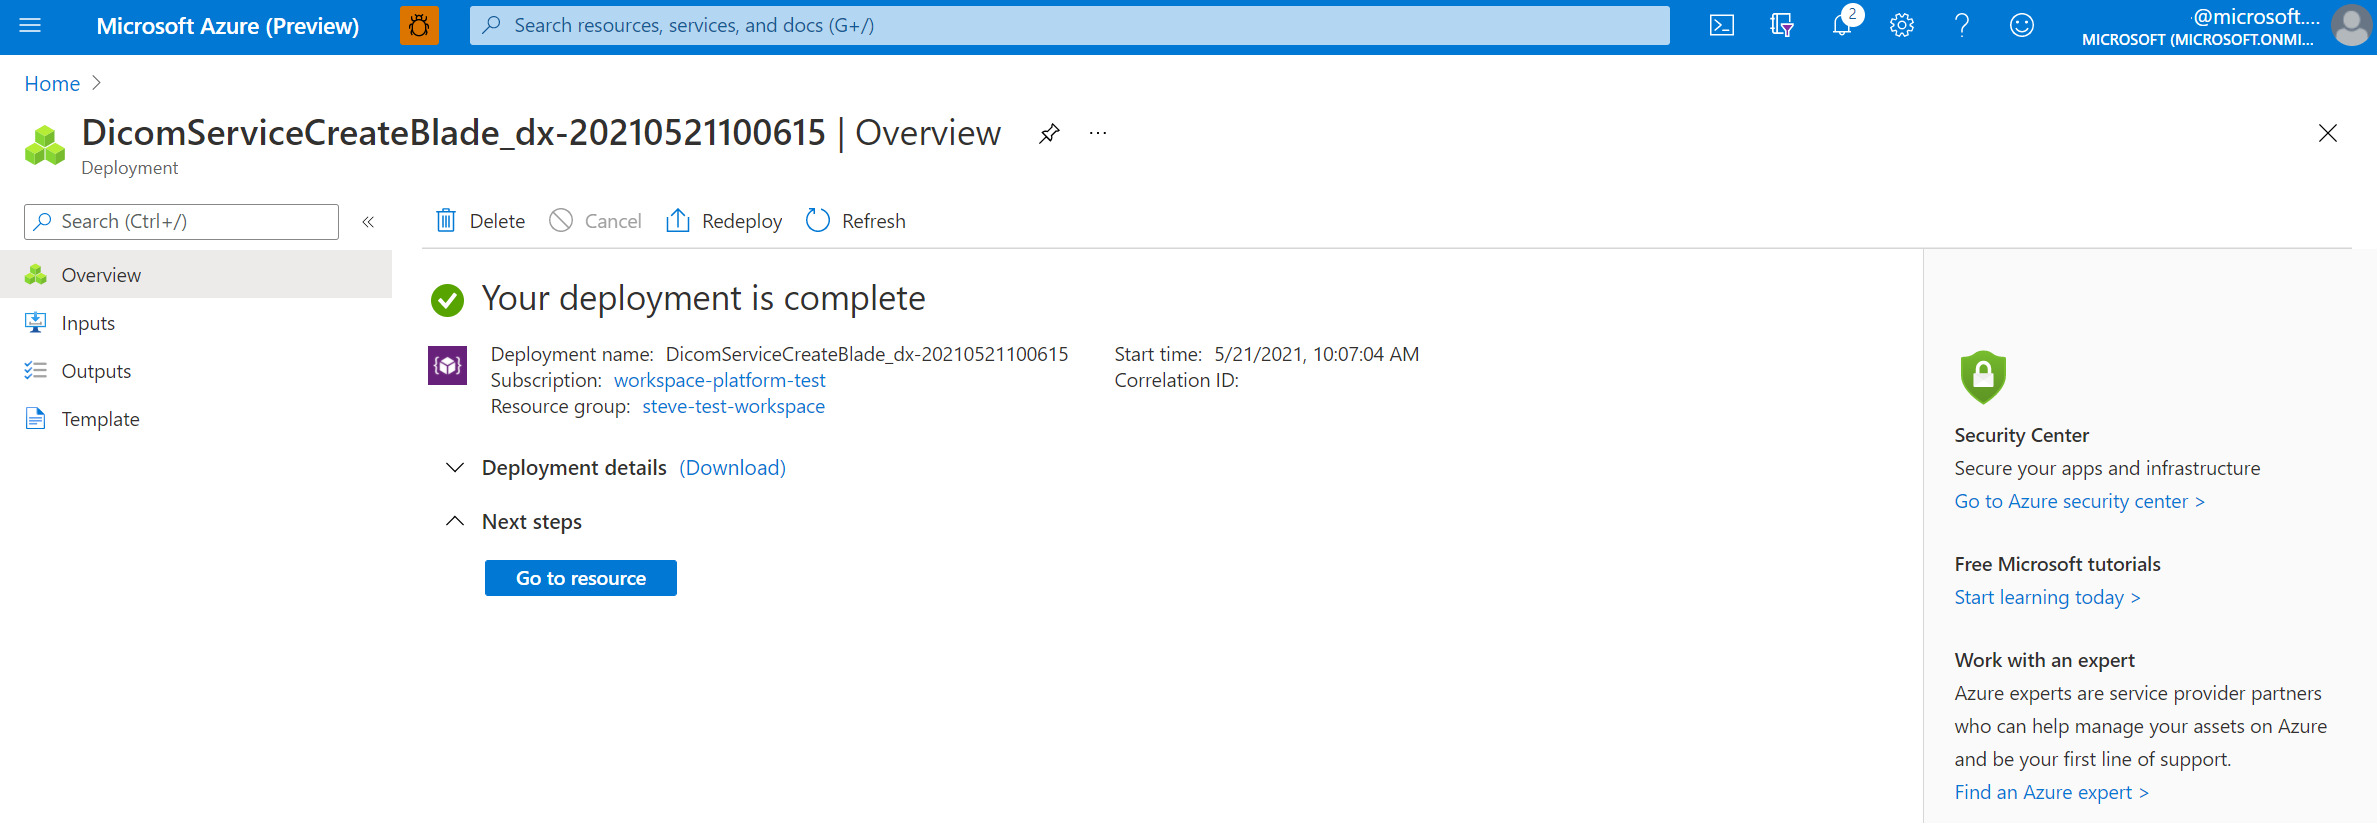 Microsoft Azure (Preview)
Search resources, services, and docs (G+/)
2
@microsoft....
MICROSOFT (MICROSOFT.ONMI...
Home
DicomServiceCreateBlade_dx-20210521100615 | Overview
Deployment
Search (Ctrl+/)
Delete
Cancel
Redeploy
Refresh
Overview
Inputs
Outputs
Template
Your deployment is complete
Deployment name: DicomServiceCreateBlade_dx-20210521100615
Subscription: workspace-platform-test
Resource group: steve-test-workspace
Start time: 5/21/2021, 10:07:04 AM
Correlation ID:
Deployment details (Download)
Next steps
Go to resource
Security Center
Secure your apps and infrastructure
Go to Azure security center >
Free Microsoft tutorials
Start learning today >
Work with an expert
Azure experts are service provider partners
who can help manage your assets on Azure
and be your first line of support.
Find an Azure expert >